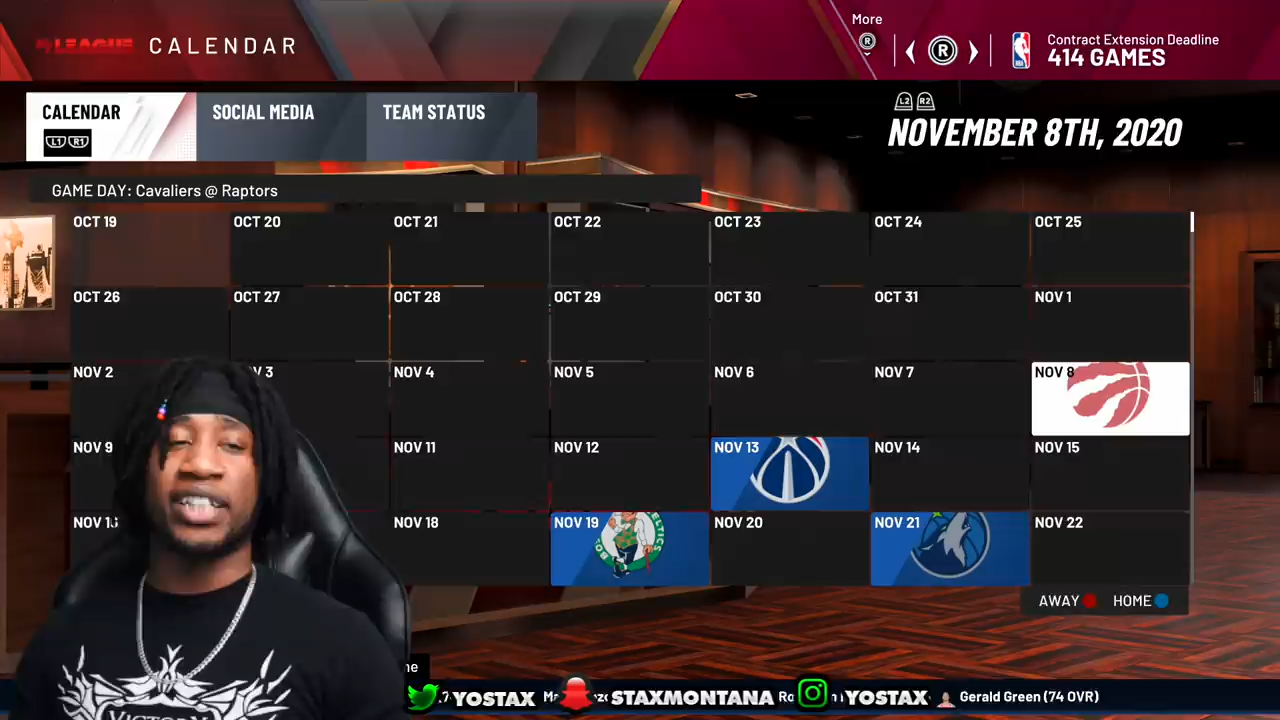 LEAGUE CALENDAR
More
R
R
Contract Extension Deadline
414 GAMES
CALENDAR
L1 R1
SOCIAL MEDIA
TEAM STATUS
L2 R2
NOVEMBER 8TH, 2020
GAME DAY: Cavaliers @ Raptors
OCT 19 OCT 20 OCT 21 OCT 22 OCT 23 OCT 24 OCT 25
OCT 26 OCT 27 OCT 28 OCT 29 OCT 30 OCT 31 NOV 1
NOV 2 V 3 NOV 4 NOV 5 NOV 6 NOV 7 NOV 8
NOV 9 NOV 11 NOV 12 NOV 13 NOV 14 NOV 15
NOV NOV 18 NOV 19 NOV 20 NOV 21 NOV 22
CELTICS
AWAY HOME
VICTORY
YOSTAX STAXMONTANA YOSTAX Gerald Green (74 OVR)